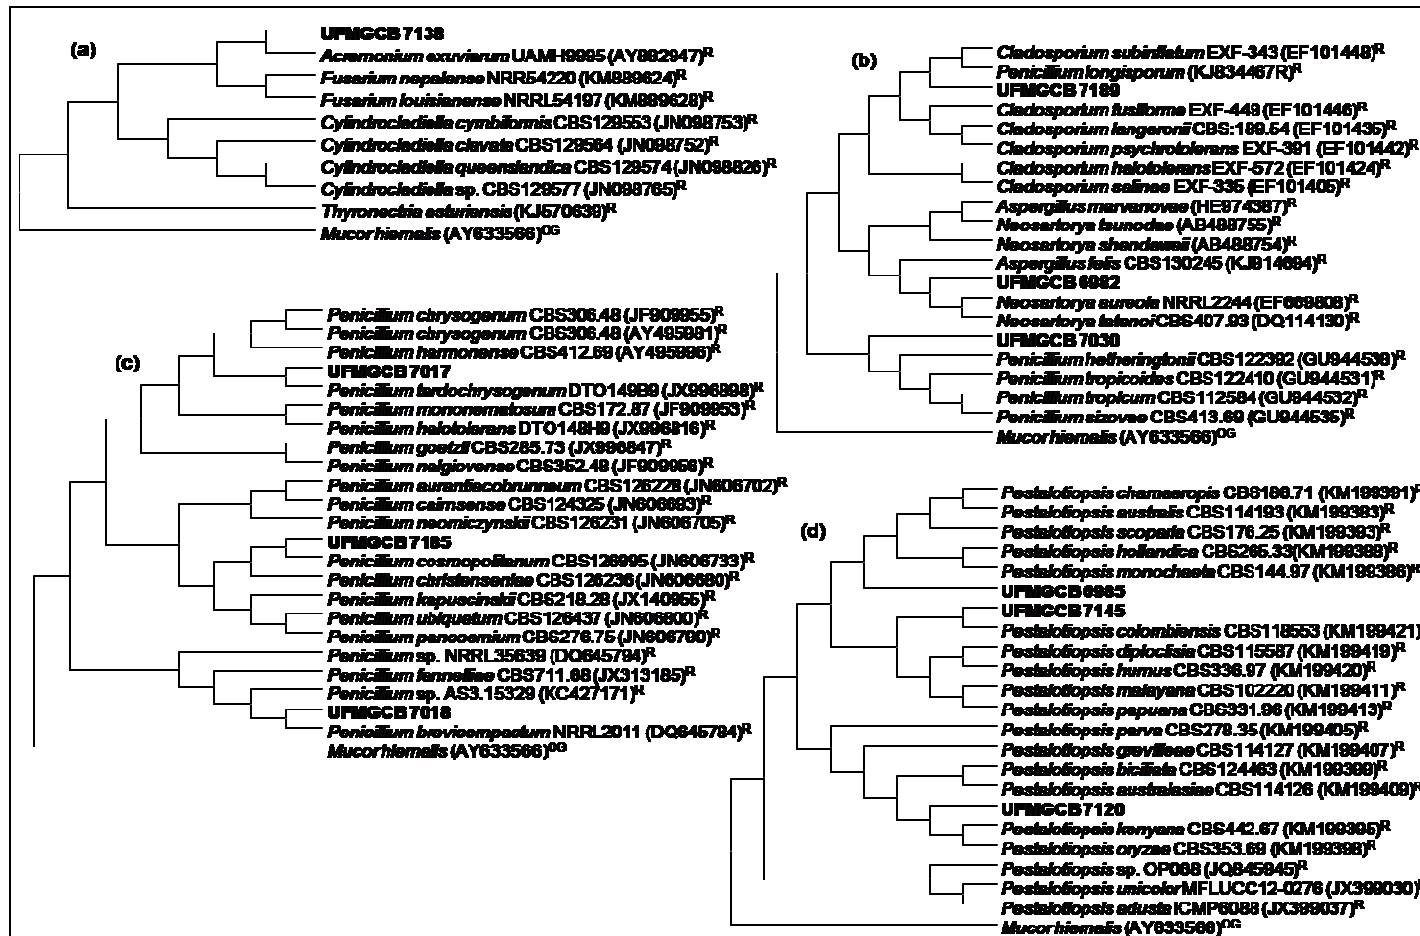 (a)
UFMGCB 7138
Acremonium exuviarum UAMH9995 (AY882947)R
Fusarium nepalense NRR54220 (KM889624)R
Fusarium louisianense NRRL54197 (KM889628)R
Cylindrocladiella cymbiformis CBS129553 (JN098753)R
Cylindrocladiella clavata CBS129564 (JN098752)R
Cylindrocladiella queenslandica CBS129574 (JN098826)R
Cylindrocladiella sp. CBS129577 (JN098765)R
Thyronectria asturiensis (KJ570639)R
Mucor hiemalis (AY633566)OG
(b)
Cladosporium subinflatum EXF-343 (EF101448)R
Penicillium longisporum (KJ834467R)R
UFMGCB 7189
Cladosporium fusiforme EXF-449 (EF101446)R
Cladosporium langeronii CBS:189.54 (EF101435)R
Cladosporium psychrotolerans EXF-391 (EF101442)R
Cladosporium halotolerans EXF-572 (EF101424)R
Cladosporium salinae EXF-335 (EF101405)R
Aspergillus marvanovae (HE974387)R
Neosartorya tsunodae (AB488755)R
Neosartorya shendaweii (AB488754)R
Aspergillus felis CBS130245 (KJ914694)R
UFMGCB 6982
Neosartorya aureola NRRL2244 (EF669808)R
Neosartorya tatenoi CBS407.93 (DQ114130)R
UFMGCB 7030
Penicillium hetheringtonii CBS122392 (GU944538)R
Penicillium tropicoides CBS122410 (GU944531)R
Penicillium tropicum CBS112584 (GU944532)R
Penicillium sizovae CBS413.69 (GU944535)R
Mucor hiemalis (AY633566)OG
(c)
Penicillium chrysogenum CBS306.48 (JF909955)R
Penicillium chrysogenum CBS306.48 (AY495981)
Penicillium harmonense CBS412.69 (AY495996)R
UFMGCB 7017
Penicillium tardochrysogenum DTO149B9 (JX996898)R
Penicillium mononematosum CBS172.87 (JF909953)R
Penicillium halotolerans DTO148H9 (JX996816)R
Penicillium goetzii CBS285.73 (JX996847)R
Penicillium nalgiovense CBS352.48 (JF909956)R
Penicillium aurantiacobrunneum CBS126228 (JN606702)R
Penicillium cairnsense CBS124325 (JN606693)R
Penicillium neomiczynskii CBS126231 (JN606705)R
UFMGCB 7185
Penicillium cosmopolitanum CBS126995 (JN606733)R
Penicillium christenseniae CBS126236 (JN606680)R
Penicillium kapuscinskii CBS218.28 (JX140955)R
Penicillium ubiquetum CBS126437 (JN606800)R
Penicillium pancosmium CBS276.75 (JN606790)R
Penicillium sp. NRRL35639 (DQ645794)R
Penicillium fennelliae CBS711.68 (JX313185)R
Penicillium sp. AS3.15329 (KC427171)R
UFMGCB 7018
Penicillium brevicompactum NRRL2011 (DQ645784)R
Mucor hiemalis (AY633566)OG
(d)
Pestalotiopsis chamaeropis CBS186.71 (KM199391)R
Pestalotiopsis australis CBS114193 (KM199383)R
Pestalotiopsis scoparia CBS176.25 (KM199393)R
Pestalotiopsis hollandica CBS265.33(KM199388)R
Pestalotiopsis monochaeta CBS144.97 (KM199386)R
UFMGCB 6985
UFMGCB 7145
Pestalotiopsis colombiensis CBS118553 (KM199421)
Pestalotiopsis diploclisia CBS115587 (KM199419)R
Pestalotiopsis humus CBS336.97 (KM199420)R
Pestalotiopsis malayana CBS102220 (KM199411)R
Pestalotiopsis papuana CBS331.96 (KM199413)R
Pestalotiopsis parva CBS278.35 (KM199405)R
Pestalotiopsis grevilleae CBS114127 (KM199407)R
Pestalotiopsis biciliata CBS124463 (KM199399)R
Pestalotiopsis australasiae CBS114126 (KM199409)R
UFMGCB 7120
Pestalotiopsis kenyana CBS442.67 (KM199395)R
Pestalotiopsis oryzae CBS353.69 (KM199398)R
Pestalotiopsis sp. OP068 (JQ845945)R
Pestalotiopsis unicolor MFLUCC12-0276 (JX399030)R
Pestalotiopsis adusta ICMP6088 (JX399037)R
Mucor hiemalis (AY633566)OG